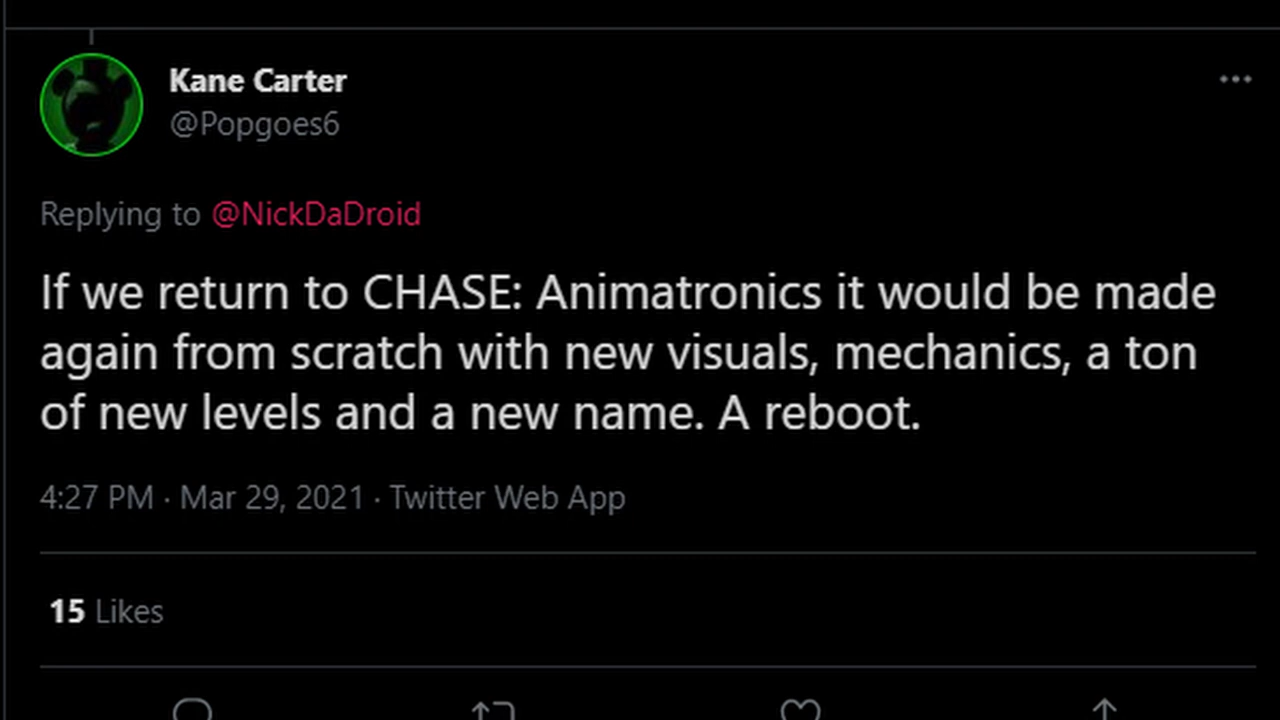 Kane Carter
@Popgoes6
Replying to @NickDaDroid
If we return to CHASE: Animatronics it would be made
again from scratch with new visuals, mechanics, a ton
of new levels and a new name. A reboot.
4:27 PM · Mar 29, 2021 · Twitter Web App
15 Likes